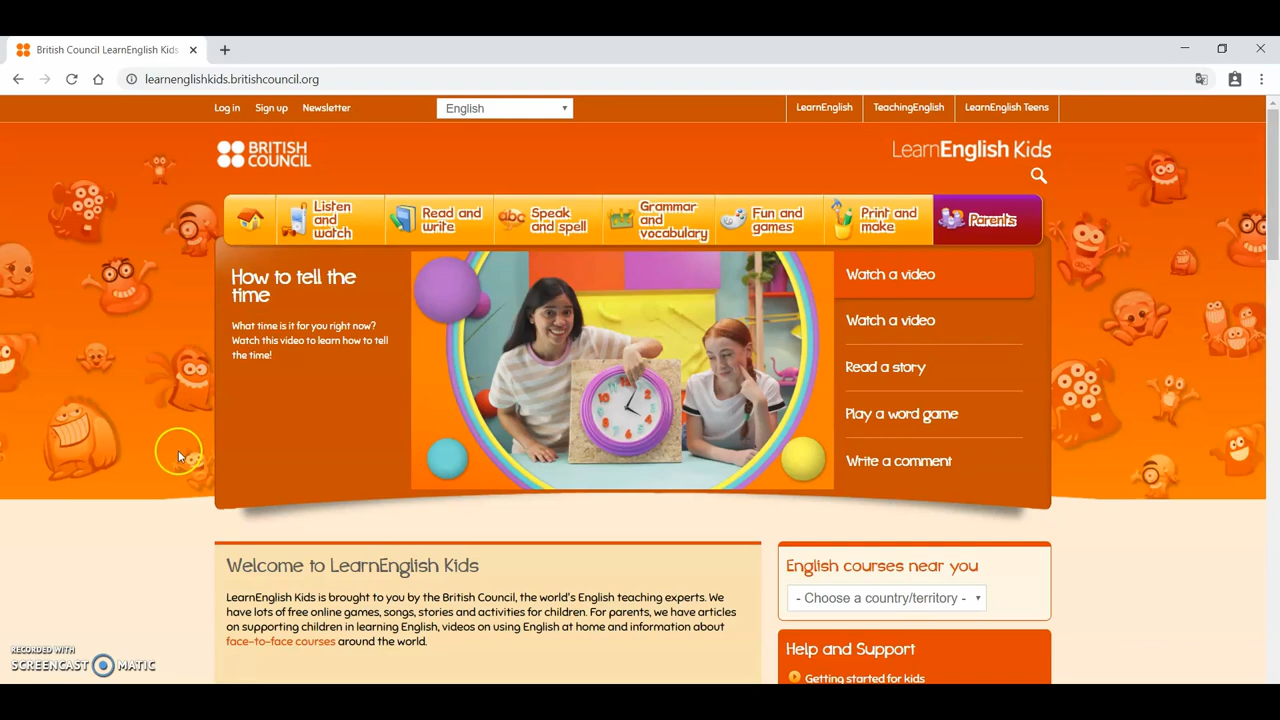 British Council LearnEnglish Kids
learnenglishkids.britishcouncil.org
Log in
Sign up
Newsletter
English
LearnEnglish
TeachingEnglish
LearnEnglish Teens
BRITISH
COUNCIL
LearnEnglish Kids
Listen
and
watch
Read and
write
abc
Speak
and spell
Grammar
and
vocabulary
Fun and
games
Print and
make
Parents
How to tell the
time
What time is it for you right now?
Watch this video to learn how to tell
the time!
Watch a video
Watch a video
Read a story
Play a word game
Write a comment
Welcome to LearnEnglish Kids
LearnEnglish Kids is brought to you by the British Council, the world's English teaching experts. We
have lots of free online games, songs, stories and activities for children. For parents, we have articles
on supporting children in learning English, videos on using English at home and information about
face-to-face courses around the world.
English courses near you
- Choose a country/territory -
Help and Support
Getting started for kids
RECORDED WITH
SCREENCAST MATIC